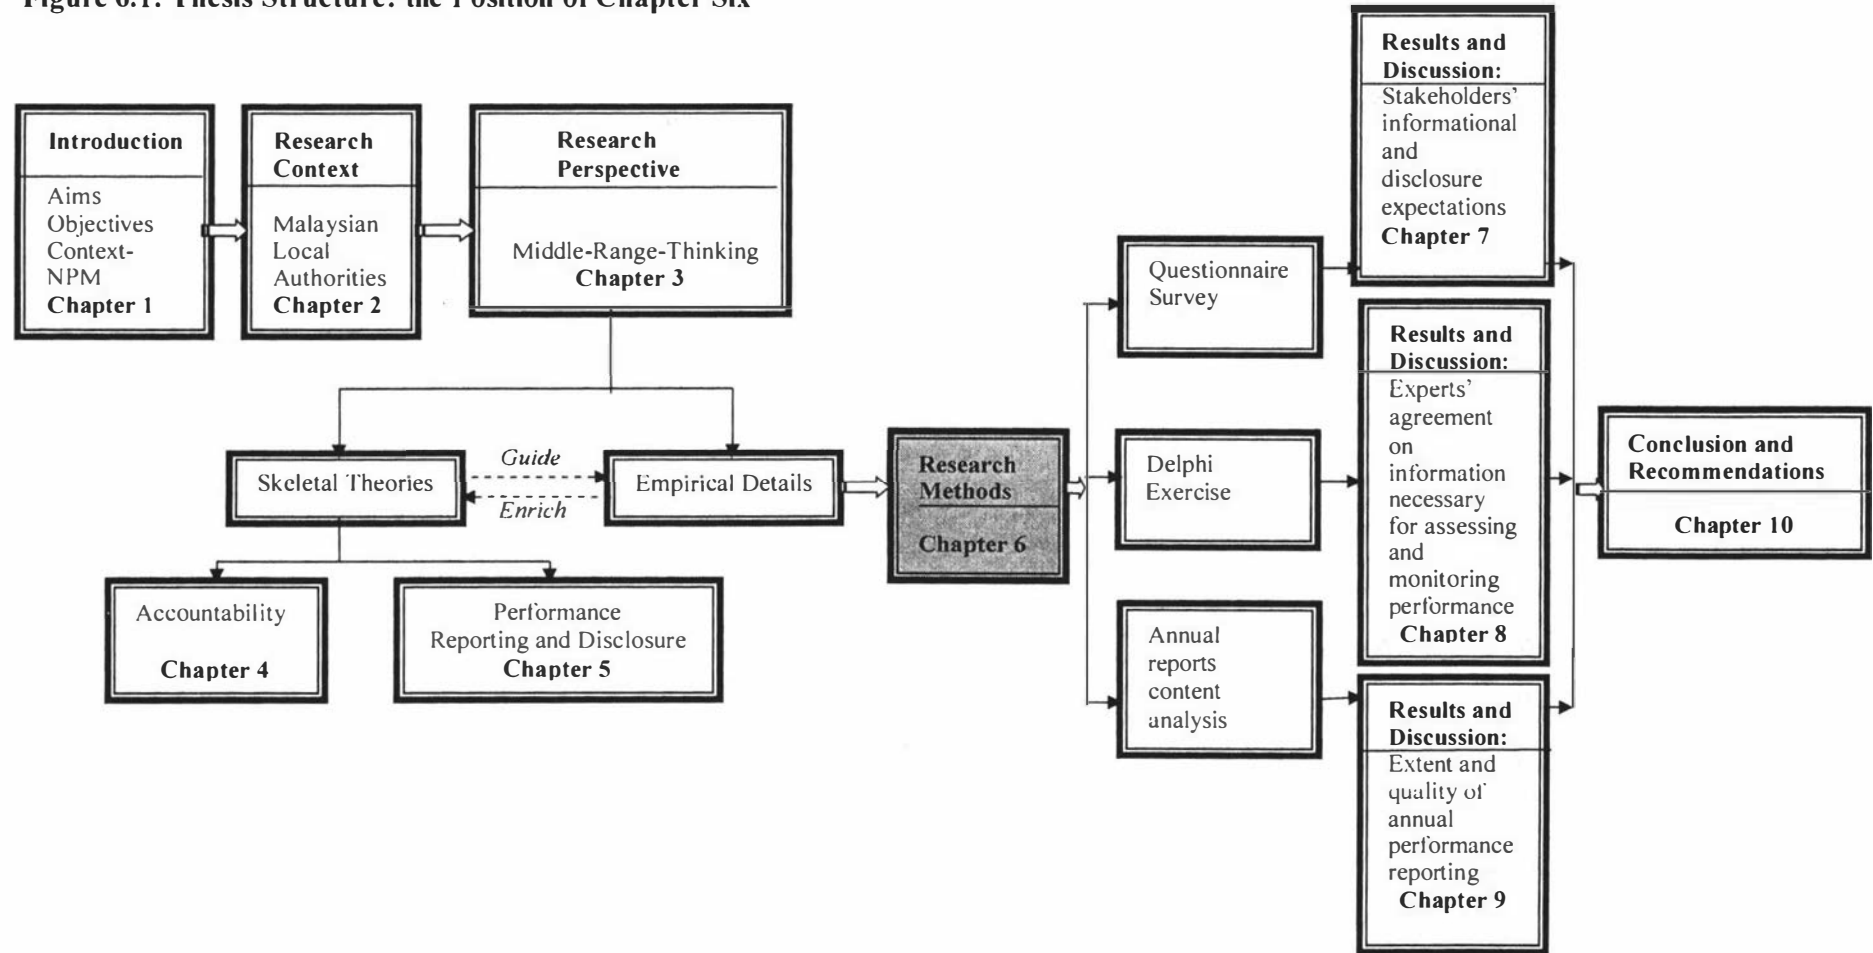 Figure 6.1: Thesis Structure: the Position of Chapter Six
Introduction
Aims
Objectives
Context-
NPM
Chapter 1
Research
Context
Malaysian
Local
Authorities
Chapter 2
Research
Perspective
Middle-Range-Thinking
Chapter 3
Skeletal Theories
Guide
Enrich
Empirical Details
Accountability
Chapter 4
Performance
Reporting and Disclosure
Chapter 5
Research
Methods
Chapter 6
Questionnaire
Survey
Delphi
Exercise
Annual
reports
content
analysis
Results and
Discussion:
Stakeholders’
informational
and
disclosure
expectations
Chapter 7
Results and
Discussion:
Experts’
agreement
on
information
necessary
for assessing
and
monitoring
performance
Chapter 8
Results and
Discussion:
Extent and
quality of
annual
performance
reporting
Chapter 9
Conclusion and
Recommendations
Chapter 10